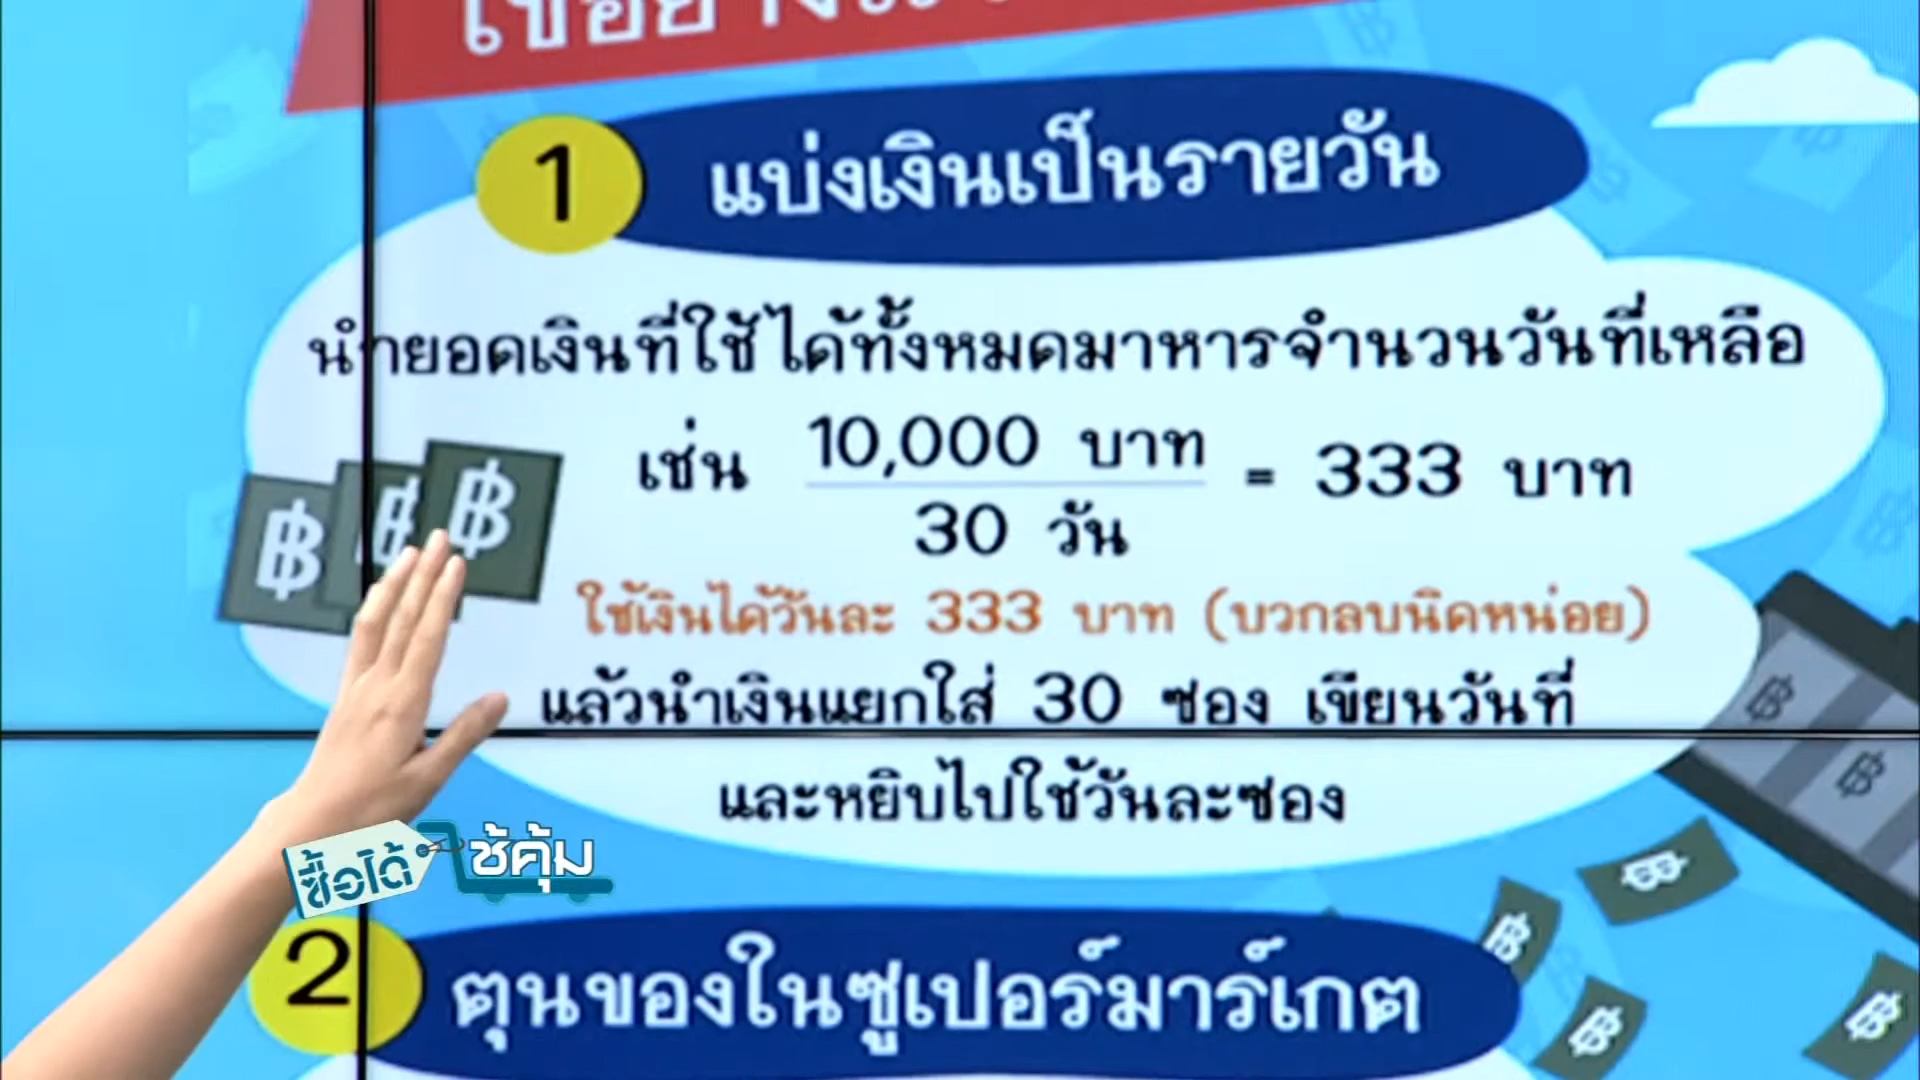 1 แบ่งเงินเป็นรายวัน
นำยอดเงินที่ใช้ได้ทั้งหมดมาหารจำนวนวันที่เหลือ
เช่น 10,000 บาท = 333 บาท
30 วัน
ใช้เงินได้วันละ 333 บาท (บวกลบนิดหน่อย)
แล้วนำเงินแยกใส่ 30 ซอง เขียนวันที่
และหยิบไปใช้วันละซอง
ซื้อได้ ใช้คุ้ม
2 ตุนของในซูเปอร์มาร์เกต